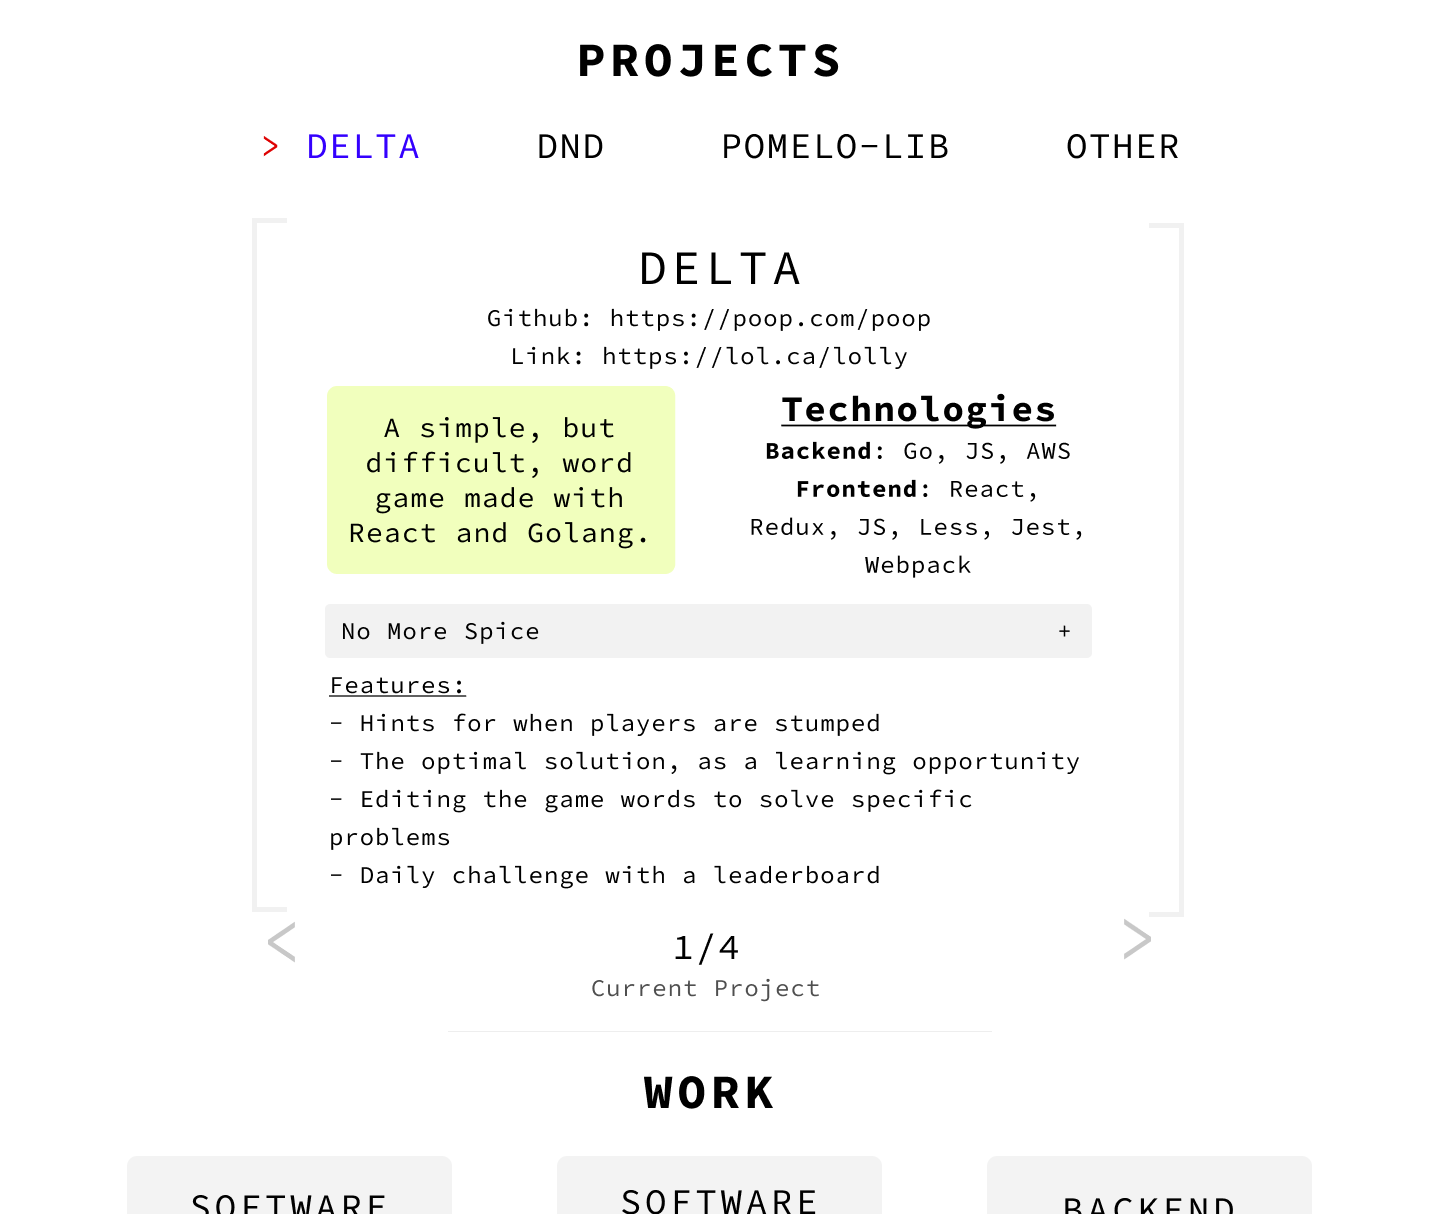 PROJECTS
> DELTA DND POMELO-LIB OTHER
DELTA
Github: https://poop.com/poop
Link: https://lol.ca/lolly
A simple, but
difficult, word
game made with
React and Golang.
Technologies
Backend: Go, JS, AWS
Frontend: React,
Redux, JS, Less, Jest,
Webpack
No More Spice +
Features:
- Hints for when players are stumped
- The optimal solution, as a learning opportunity
- Editing the game words to solve specific
problems
- Daily challenge with a leaderboard
< 1/4 >
Current Project
WORK
SOFTWARE SOFTWARE BACKEND